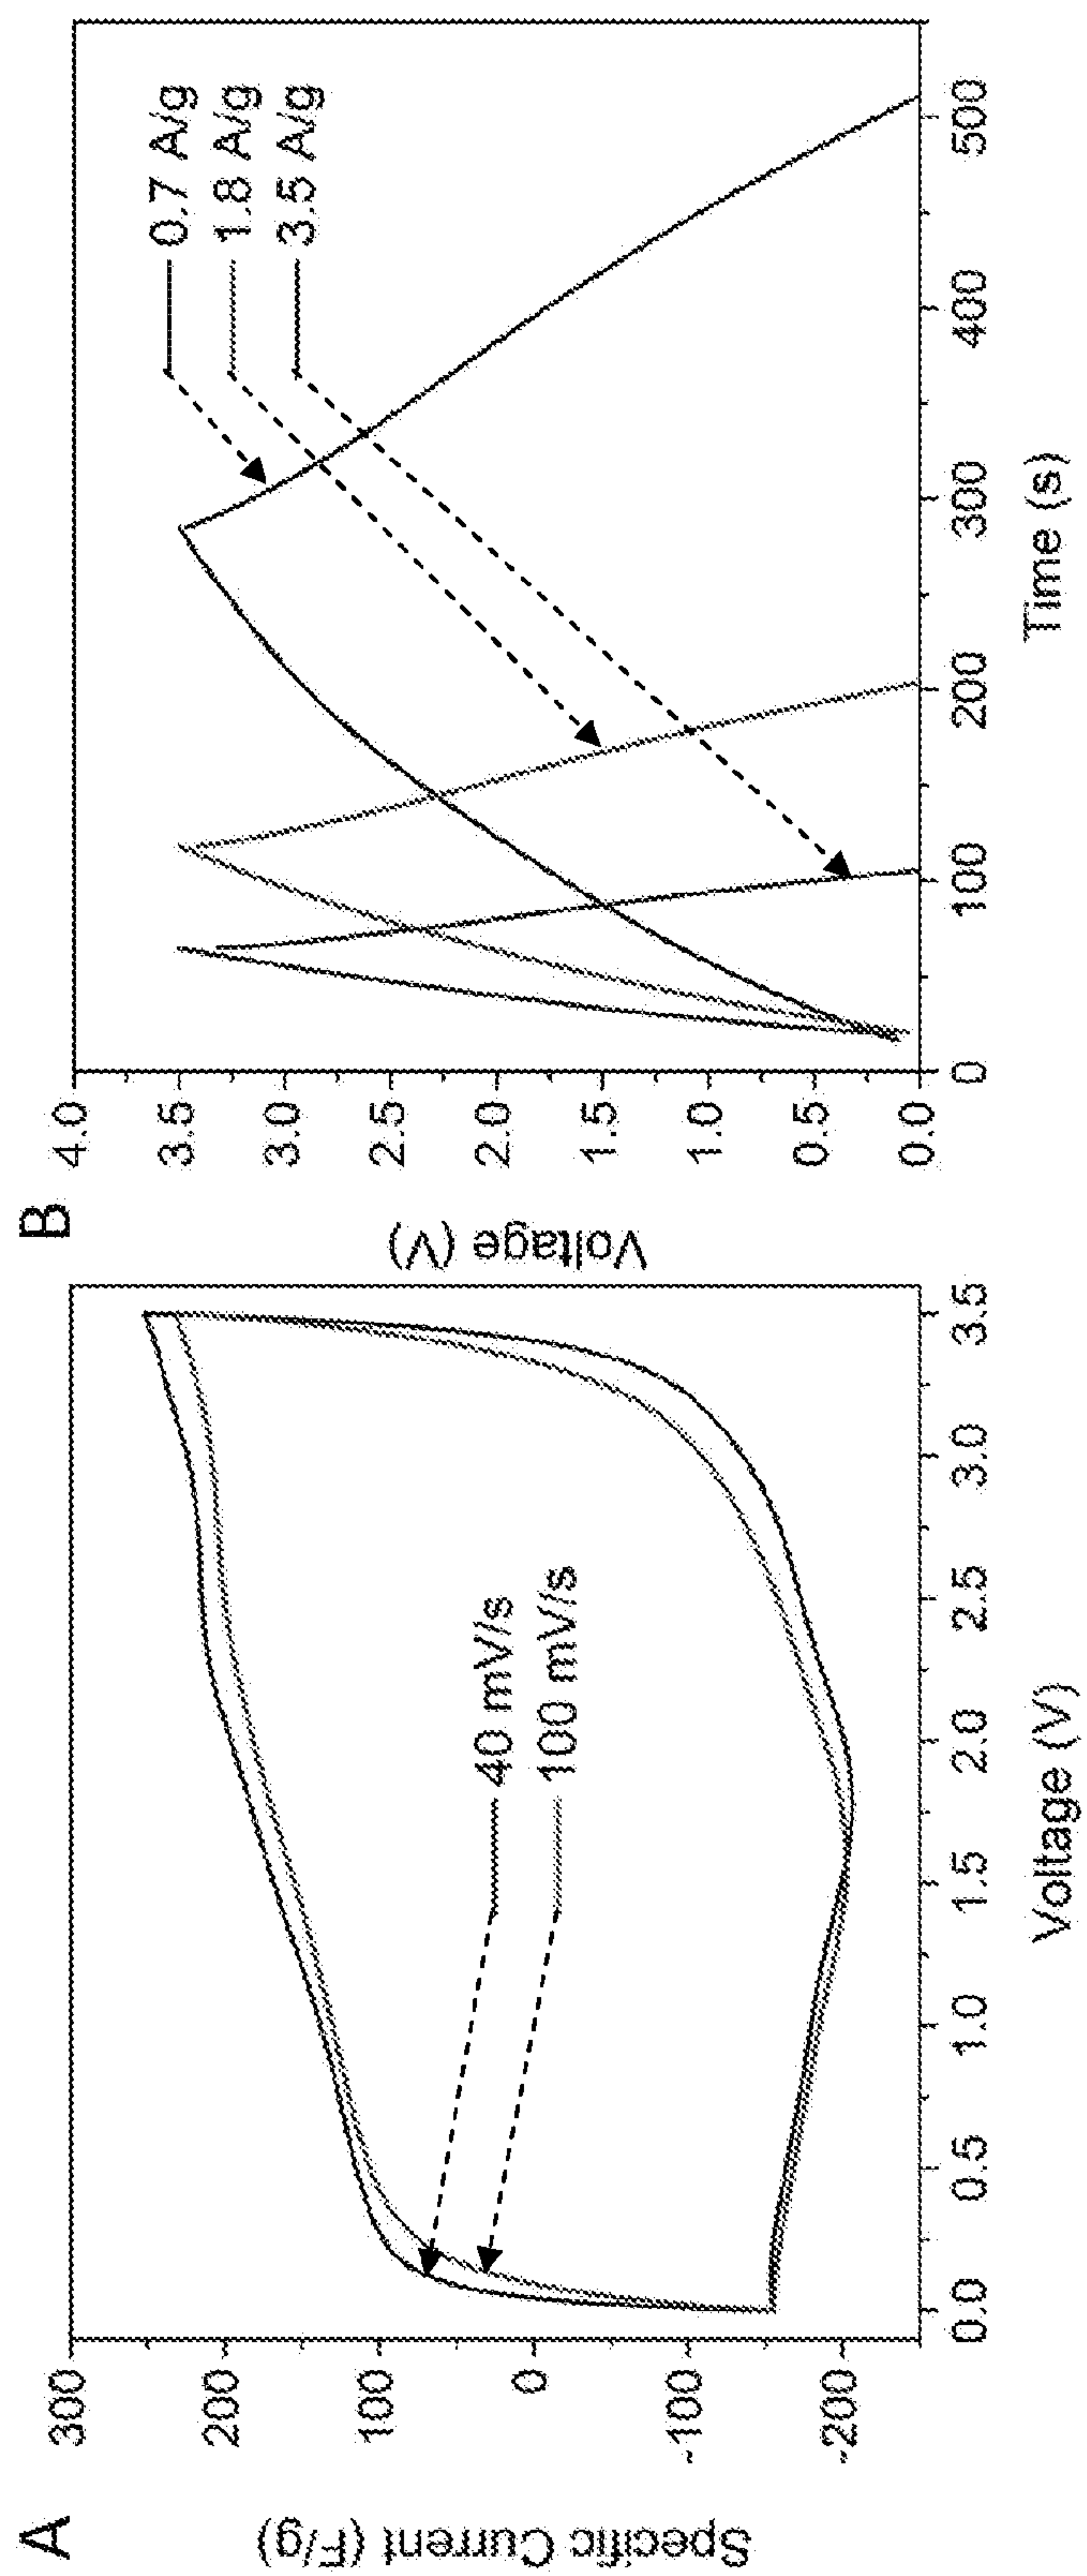 A
Specific Current (F/g)
300
200
100
0
-100
-200
40 mV/s
100 mV/s
0.0 0.5 1.0 1.5 2.0 2.5 3.0 3.5
Voltage (V)
B
Voltage (V)
4.0
3.5
3.0
2.5
2.0
1.5
1.0
0.5
0.0
0.7 A/g
1.8 A/g
3.5 A/g
0 100 200 300 400 500
Time (s)